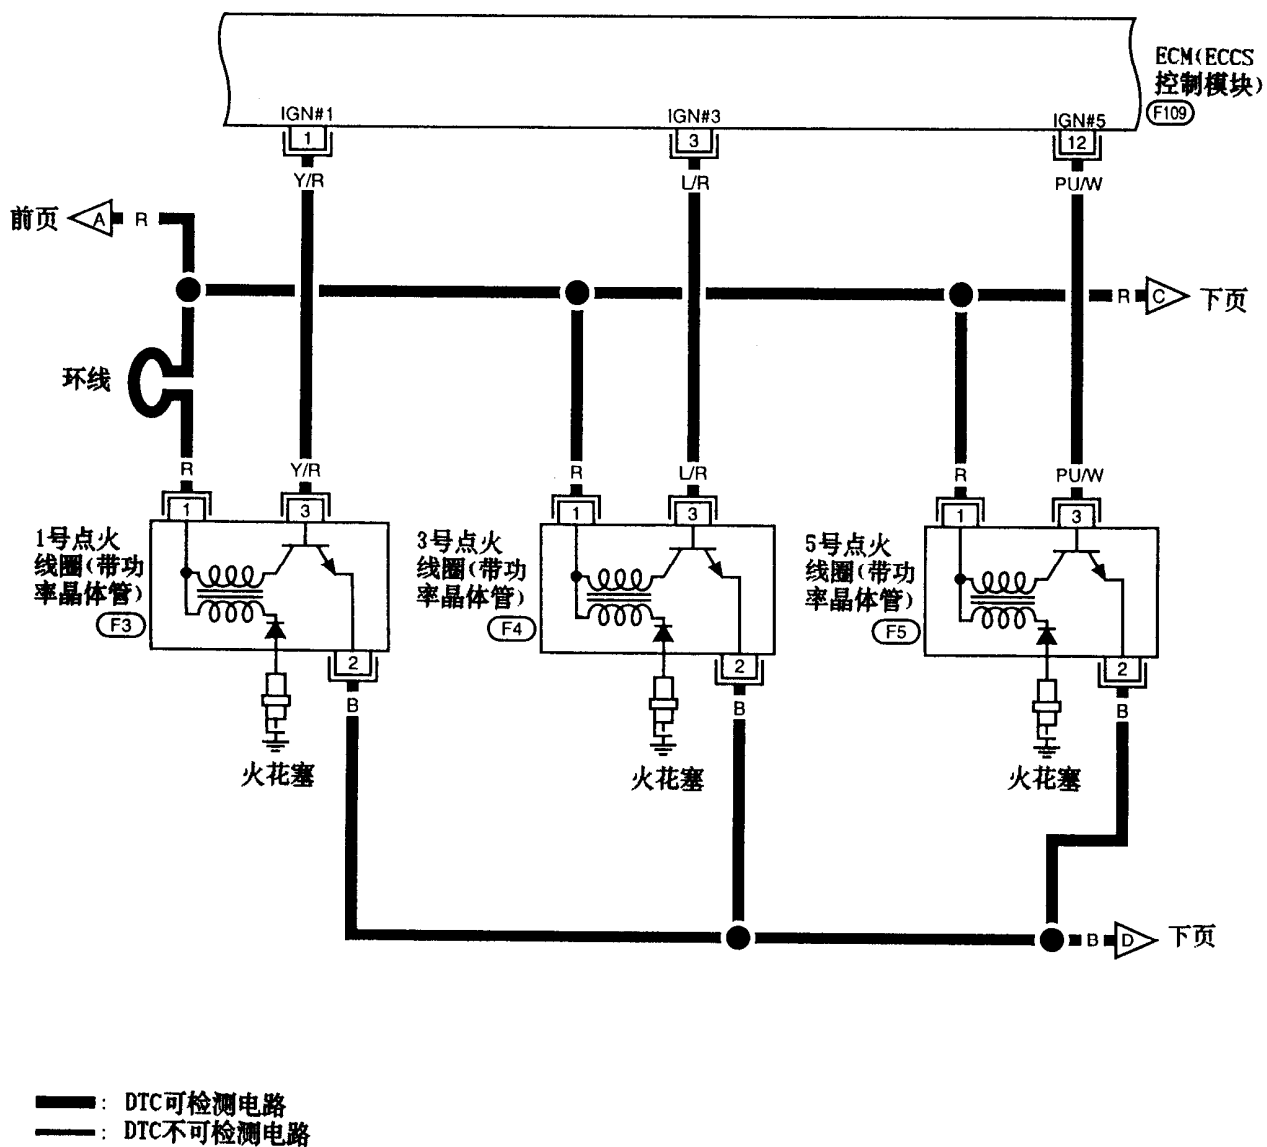 ECM(ECCS
控制模块)
F109
IGN#1
IGN#3
IGN#5
1
3
12
Y/R
L/R
PU/W
前页
A
R
R
C
下页
环线
R
Y/R
R
L/R
R
PU/W
1
3
1
3
1
3
1号点火
线圈(带功
率晶体管)
F3
3号点火
线圈(带功
率晶体管)
F4
5号点火
线圈(带功
率晶体管)
F5
2
2
2
B
B
B
火花塞
火花塞
火花塞
B
D
下页
: DTC可检测电路
: DTC不可检测电路